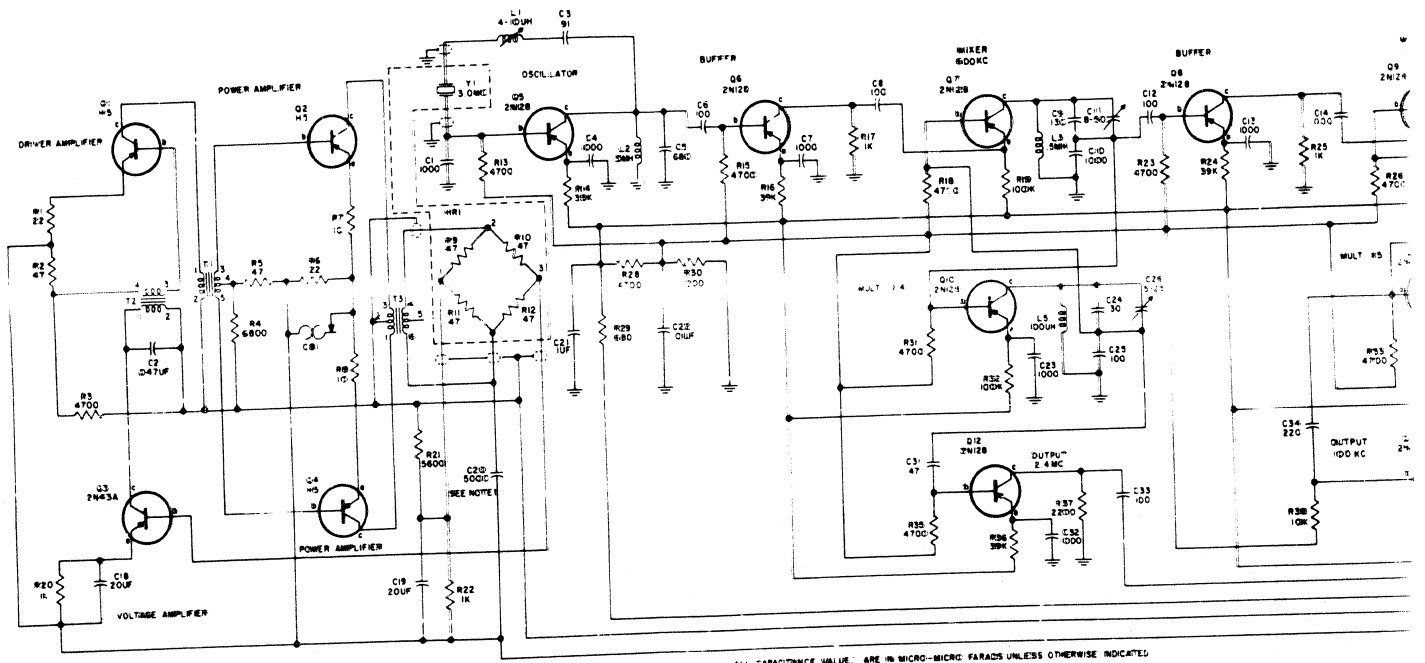 L1
4-10UH
C3
91
POWER AMPLIFIER
Q2
H5
OSCILLATOR
BUFFER
MIXER
600KC
BUFFER
Q9
2N128
Q1
H5
Y1
3.0MC
Q5
2N128
Q6
2N128
C8
100
Q7
2N128
Q8
2N128
DRIVER AMPLIFIER
C6
100
C9
130
C11
8-50
C12
100
C14
C4
1000
L2
5MH
C5
680
C7
1000
R17
1K
L3
.5MH
C10
1000
C13
1000
R25
1K
C1
1000
R13
4700
R15
4700
R18
4700
R19
100K
R23
4700
R24
39K
R26
4700
R14
39K
R16
39K
R1
22
R7
10
HR1
R2
47
R5
47
R6
22
R9
47
R10
47
R28
4700
R30
MULT
T1
T2
T3
R4
6800
CR1
R11
47
R12
47
C21
.1UF
R29
680
C22
.01UF
Q10
2N128
C26
5-25
C24
30
L5
100UH
C2
.047UF
R8
10
R31
4700
C23
1000
C25
100
R33
4700
R3
4700
R32
100K
R21
5600
C20
5000
(SEE NOTE)
Q12
2N128
OUTPUT
2.4 MC
C34
220
OUTPUT
100 KC
Q3
2N43A
Q4
H5
C31
47
R37
2200
C33
100
R38
10K
POWER AMPLIFIER
R35
4700
R36
39K
C32
1000
R20
1K
C18
20UF
C19
20UF
R22
1K
VOLTAGE AMPLIFIER
ALL CAPACITANCE VALUES ARE IN MICRO-MICRO FARADS UNLESS OTHERWISE INDICATED